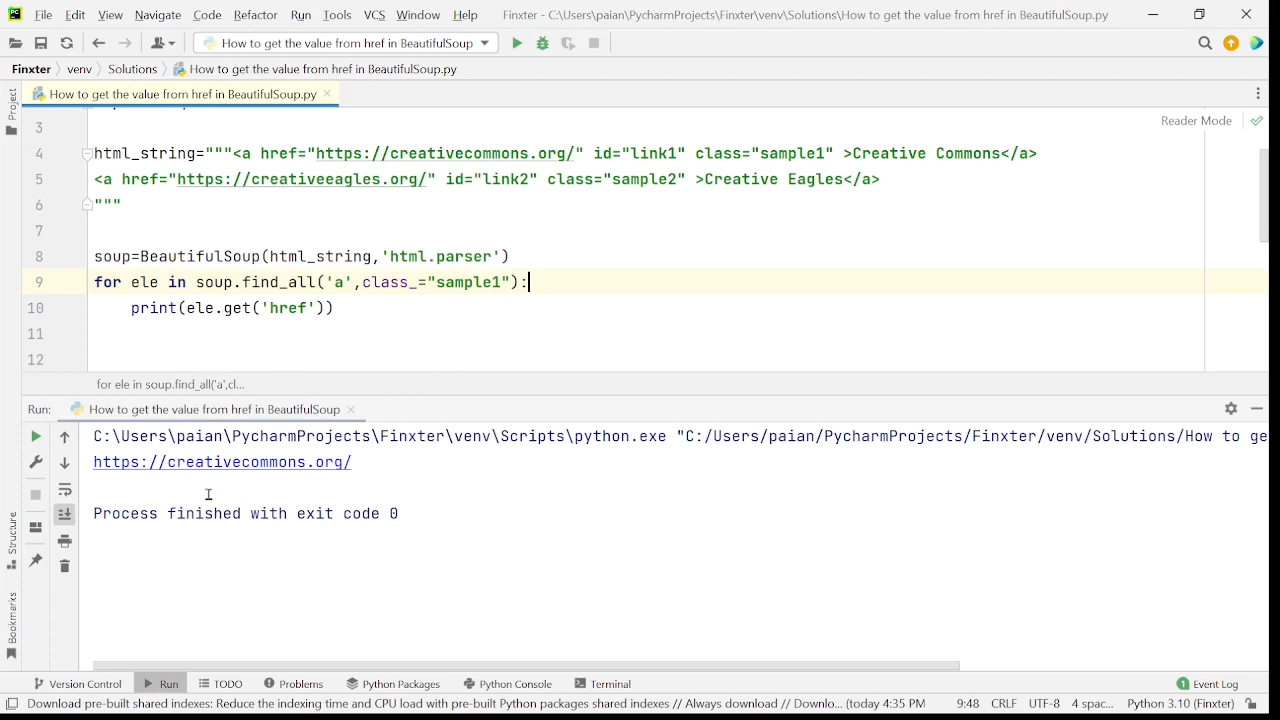 PC File Edit View Navigate Code Refactor Run Tools VCS Window Help Finxter - C:\Users\paian\PycharmProjects\Finxter\venv\Solutions\How to get the value from href in BeautifulSoup.py
How to get the value from href in BeautifulSoup
Finxter venv Solutions How to get the value from href in BeautifulSoup.py
Project
How to get the value from href in BeautifulSoup.py
Reader Mode
3
4 html_string="""<a href="https://creativecommons.org/" id="link1" class="sample1" >Creative Commons</a>
5 <a href="https://creativeeagles.org/" id="link2" class="sample2" >Creative Eagles</a>
6 """
7
8 soup=BeautifulSoup(html_string,'html.parser')
9 for ele in soup.find_all('a',class_="sample1"):
10 print(ele.get('href'))
11
12
for ele in soup.find_all('a',cl...
Run: How to get the value from href in BeautifulSoup
C:\Users\paian\PycharmProjects\Finxter\venv\Scripts\python.exe "C:/Users/paian/PycharmProjects/Finxter/venv/Solutions/How to ge
https://creativecommons.org/
Process finished with exit code 0
Structure
Bookmarks
Version Control Run TODO Problems Python Packages Python Console Terminal 1 Event Log
Download pre-built shared indexes: Reduce the indexing time and CPU load with pre-built Python packages shared indexes // Always download // Downlo... (today 4:35 PM 9:48 CRLF UTF-8 4 spac... Python 3.10 (Finxter)